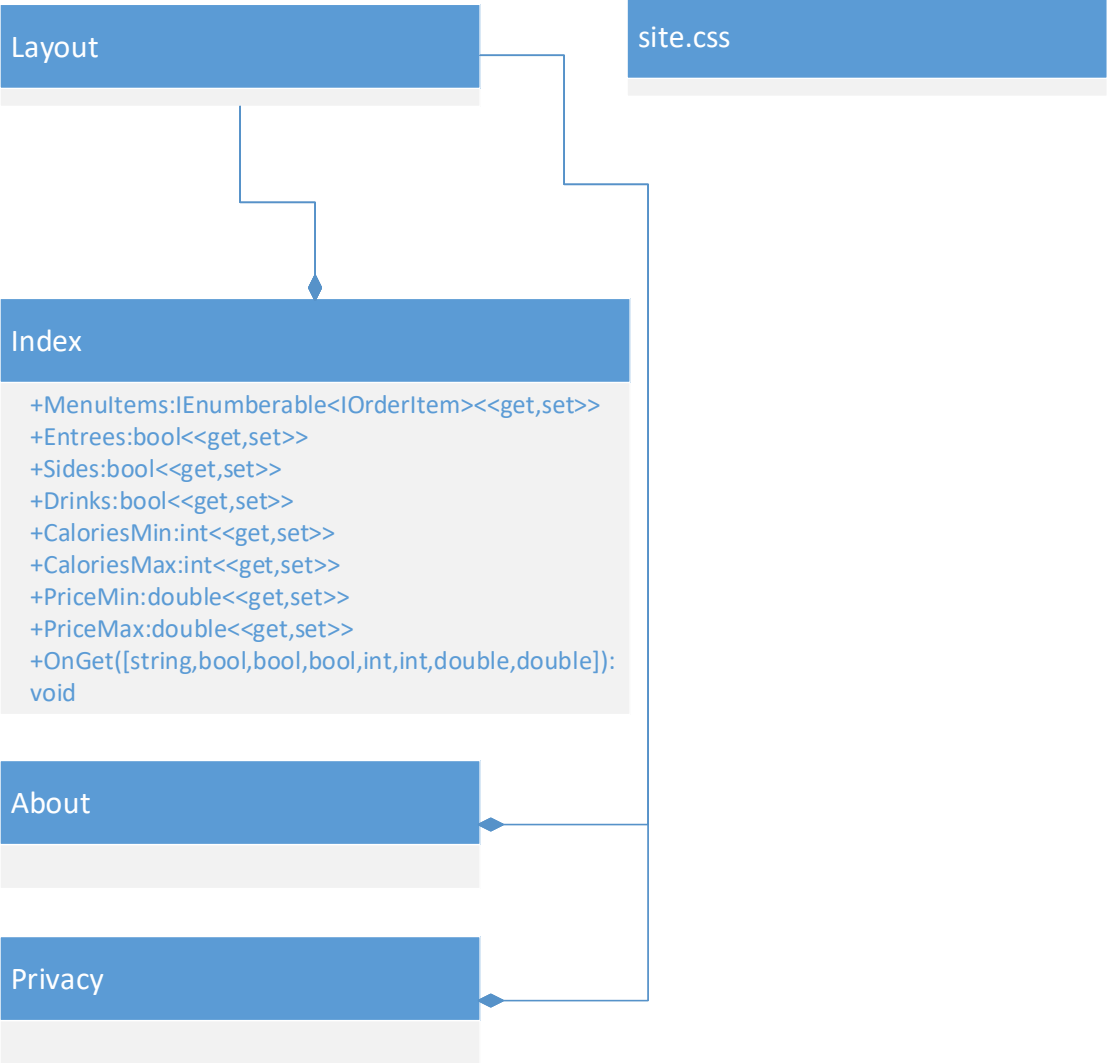 Layout
site.css
Index
+MenuItems:IEnumberable<IOrderItem><<get,set>>
+Entrees:bool<<get,set>>
+Sides:bool<<get,set>>
+Drinks:bool<<get,set>>
+CaloriesMin:int<<get,set>>
+CaloriesMax:int<<get,set>>
+PriceMin:double<<get,set>>
+PriceMax:double<<get,set>>
+OnGet([string,bool,bool,bool,int,int,double,double]):
void
About
Privacy